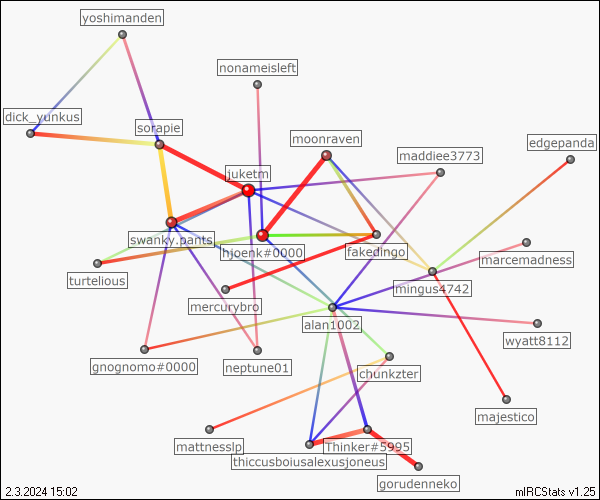 yoshimanden
nonameisleft
dick_yunkus
sorapie
moonraven
edgepanda
maddiee3773
juketm
swanky.pants
hjoenk#0000
fakedingo
marcemadness
turtelious
mingus4742
mercurybro
alan1002
wyatt8112
gnognomo#0000
neptune01
chunkzter
majestico
mattnesslp
Thinker#5995
thiccusboiusalexusjoneus
gorudenneko
2.3.2024 15:02
mIRCStats v1.25